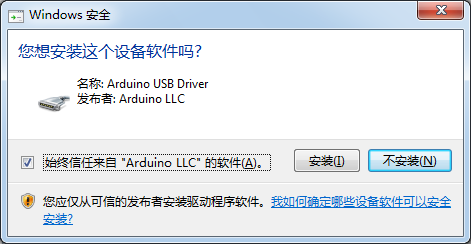 Windows 安全
您想安装这个设备软件吗?
名称: Arduino USB Driver
发布者: Arduino LLC
始终信任来自 "Arduino LLC" 的软件(A)。
安装(I)
不安装(N)
您应仅从可信的发布者安装驱动程序软件。我如何确定哪些设备软件可以安全
安装?